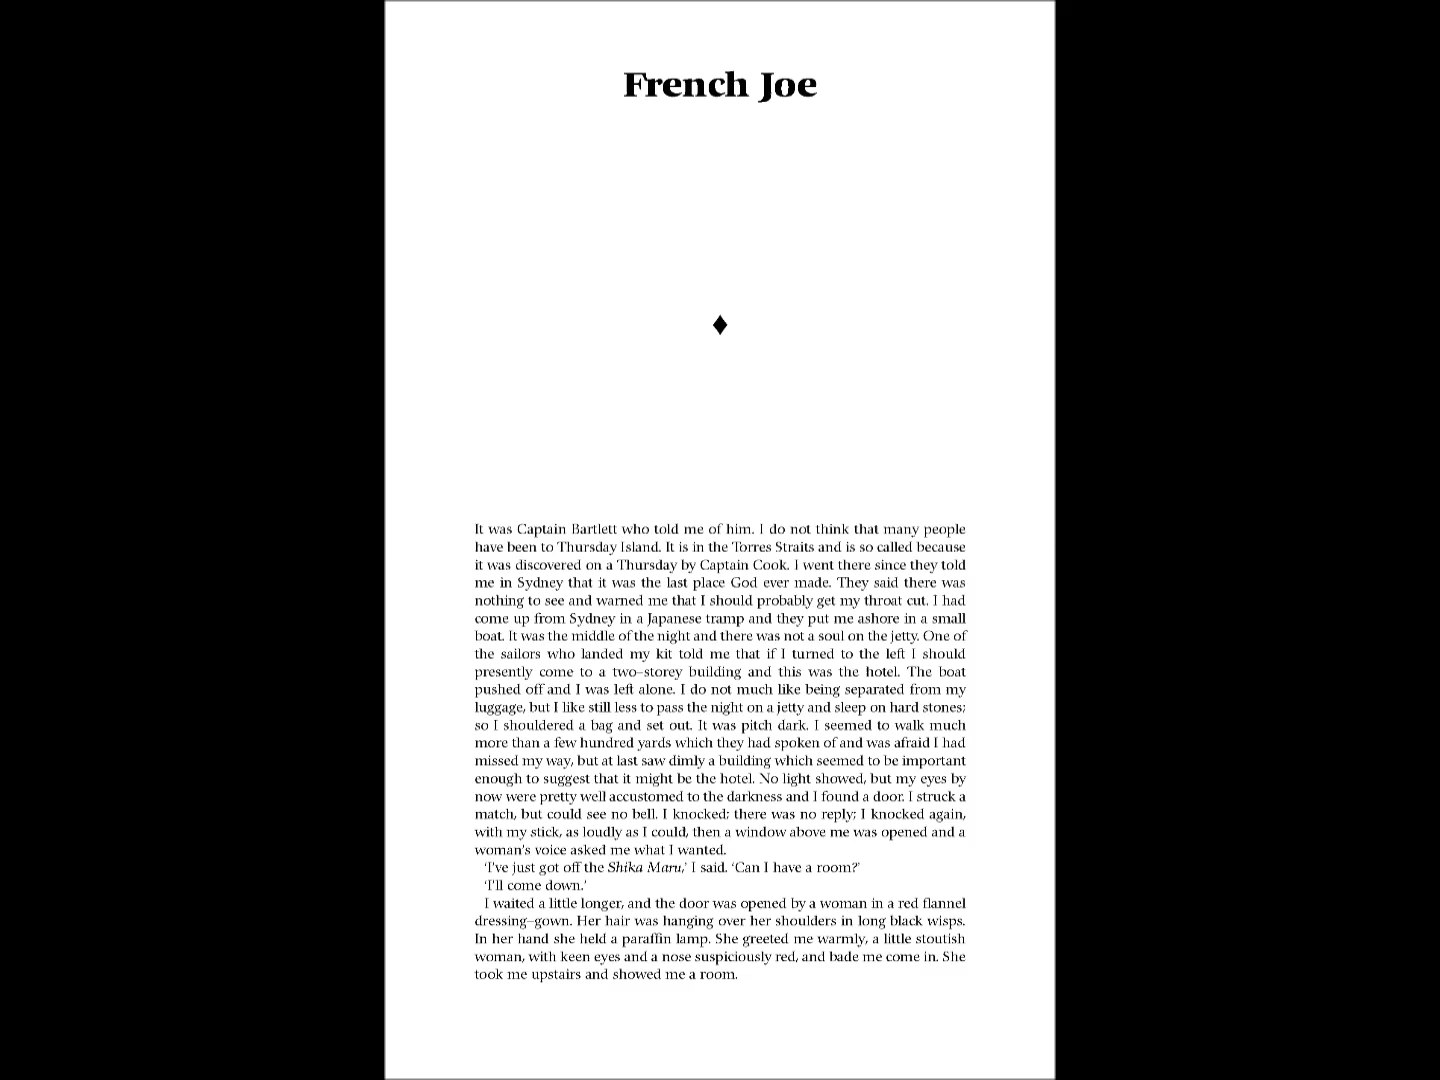 French Joe
It was Captain Bartlett who told me of him. I do not think that many people
have been to Thursday Island. It is in the Torres Straits and is so called because
it was discovered on a Thursday by Captain Cook. I went there since they told
me in Sydney that it was the last place God ever made. They said there was
nothing to see and warned me that I should probably get my throat cut. I had
come up from Sydney in a Japanese tramp and they put me ashore in a small
boat. It was the middle of the night and there was not a soul on the jetty. One of
the sailors who landed my kit told me that if I turned to the left I should
presently come to a two–storey building and this was the hotel. The boat
pushed off and I was left alone. I do not much like being separated from my
luggage, but I like still less to pass the night on a jetty and sleep on hard stones;
so I shouldered a bag and set out. It was pitch dark. I seemed to walk much
more than a few hundred yards which they had spoken of and was afraid I had
missed my way, but at last saw dimly a building which seemed to be important
enough to suggest that it might be the hotel. No light showed, but my eyes by
now were pretty well accustomed to the darkness and I found a door. I struck a
match, but could see no bell. I knocked; there was no reply; I knocked again,
with my stick, as loudly as I could, then a window above me was opened and a
woman's voice asked me what I wanted.
‘I've just got off the Shika Maru,’ I said. ‘Can I have a room?’
‘I'll come down.’
I waited a little longer, and the door was opened by a woman in a red flannel
dressing–gown. Her hair was hanging over her shoulders in long black wisps.
In her hand she held a paraffin lamp. She greeted me warmly, a little stoutish
woman, with keen eyes and a nose suspiciously red, and bade me come in. She
took me upstairs and showed me a room.